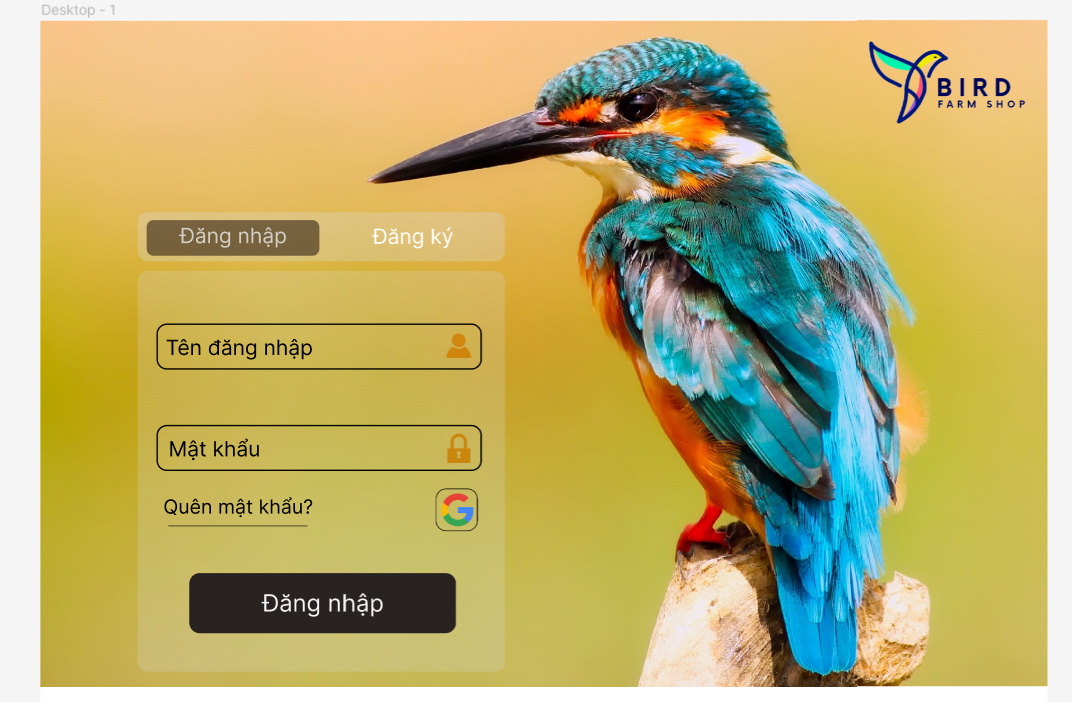 Desktop - 1
BIRD
FARM SHOP
Đăng nhập
Đăng ký
Tên đăng nhập
Mật khẩu
Quên mật khẩu?
G
Đăng nhập